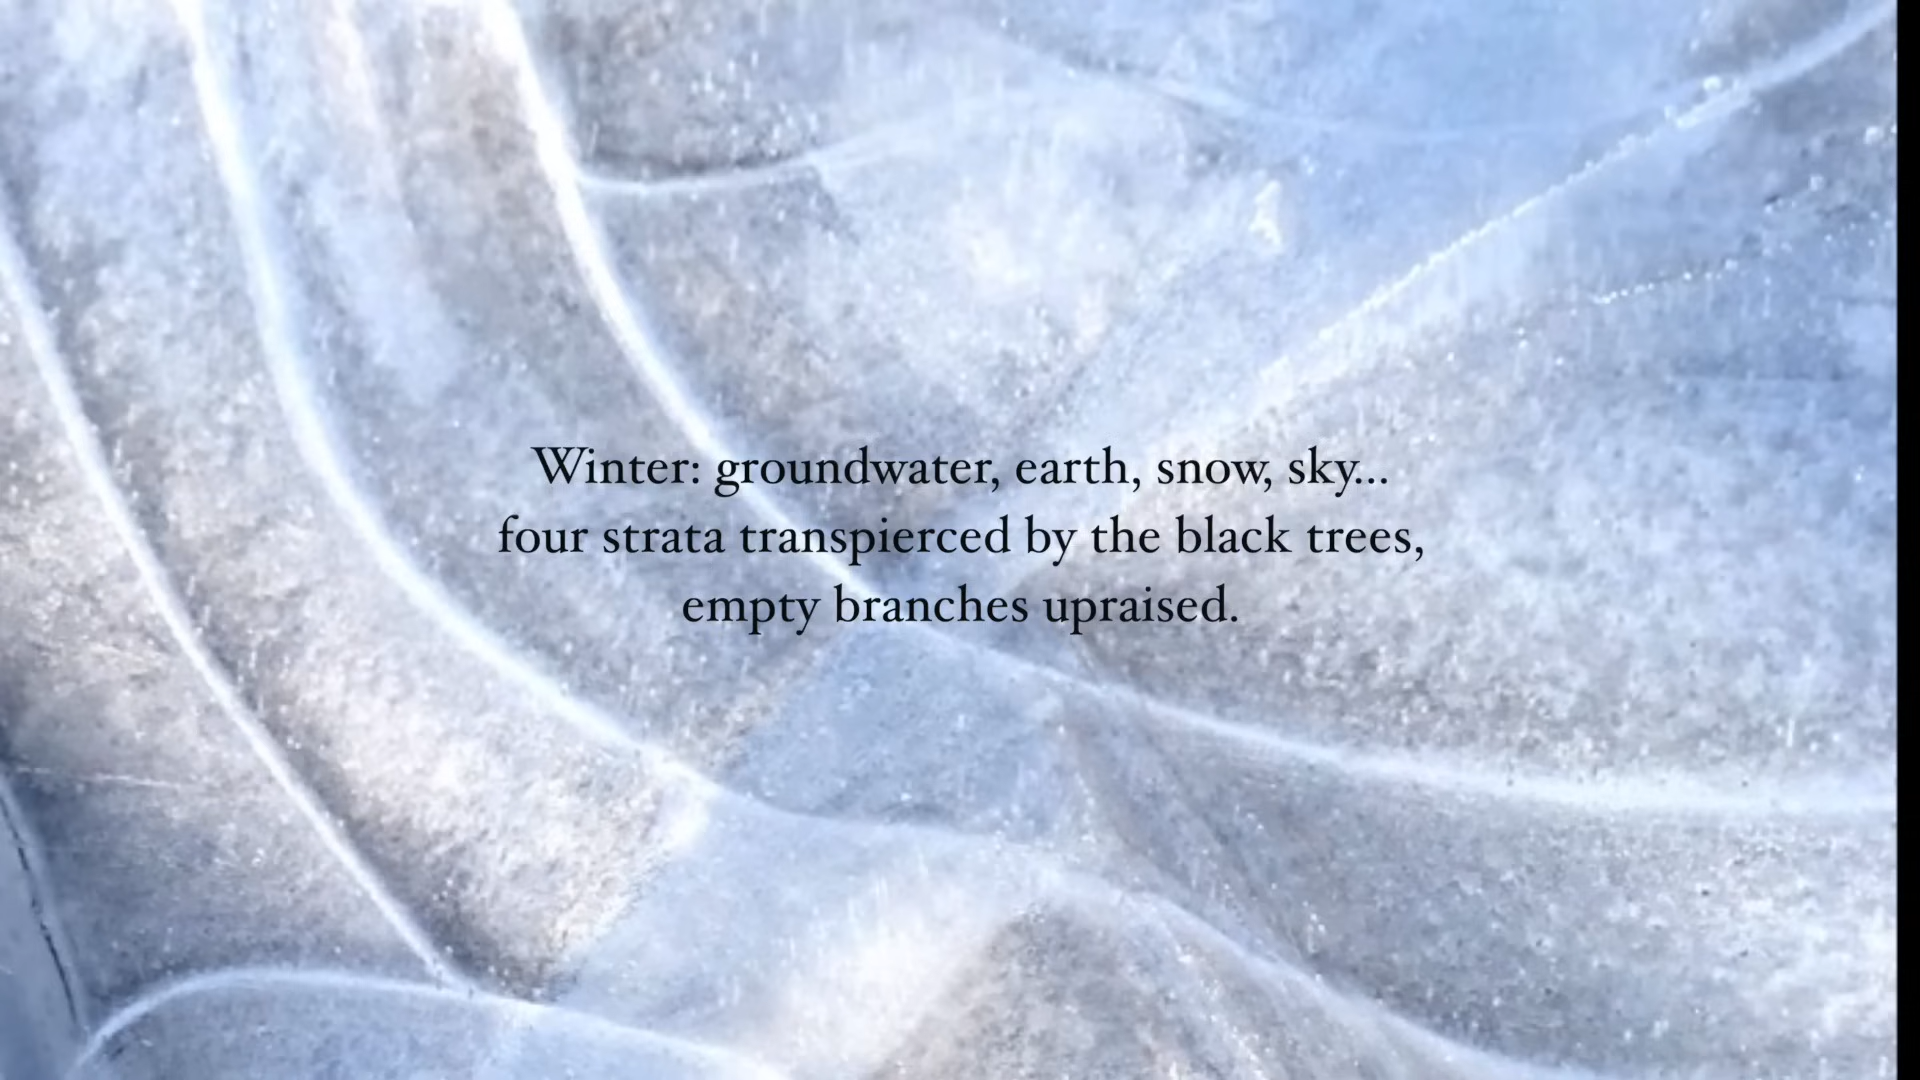 Winter: groundwater, earth, snow, sky...
four strata transpierced by the black trees,
empty branches upraised.